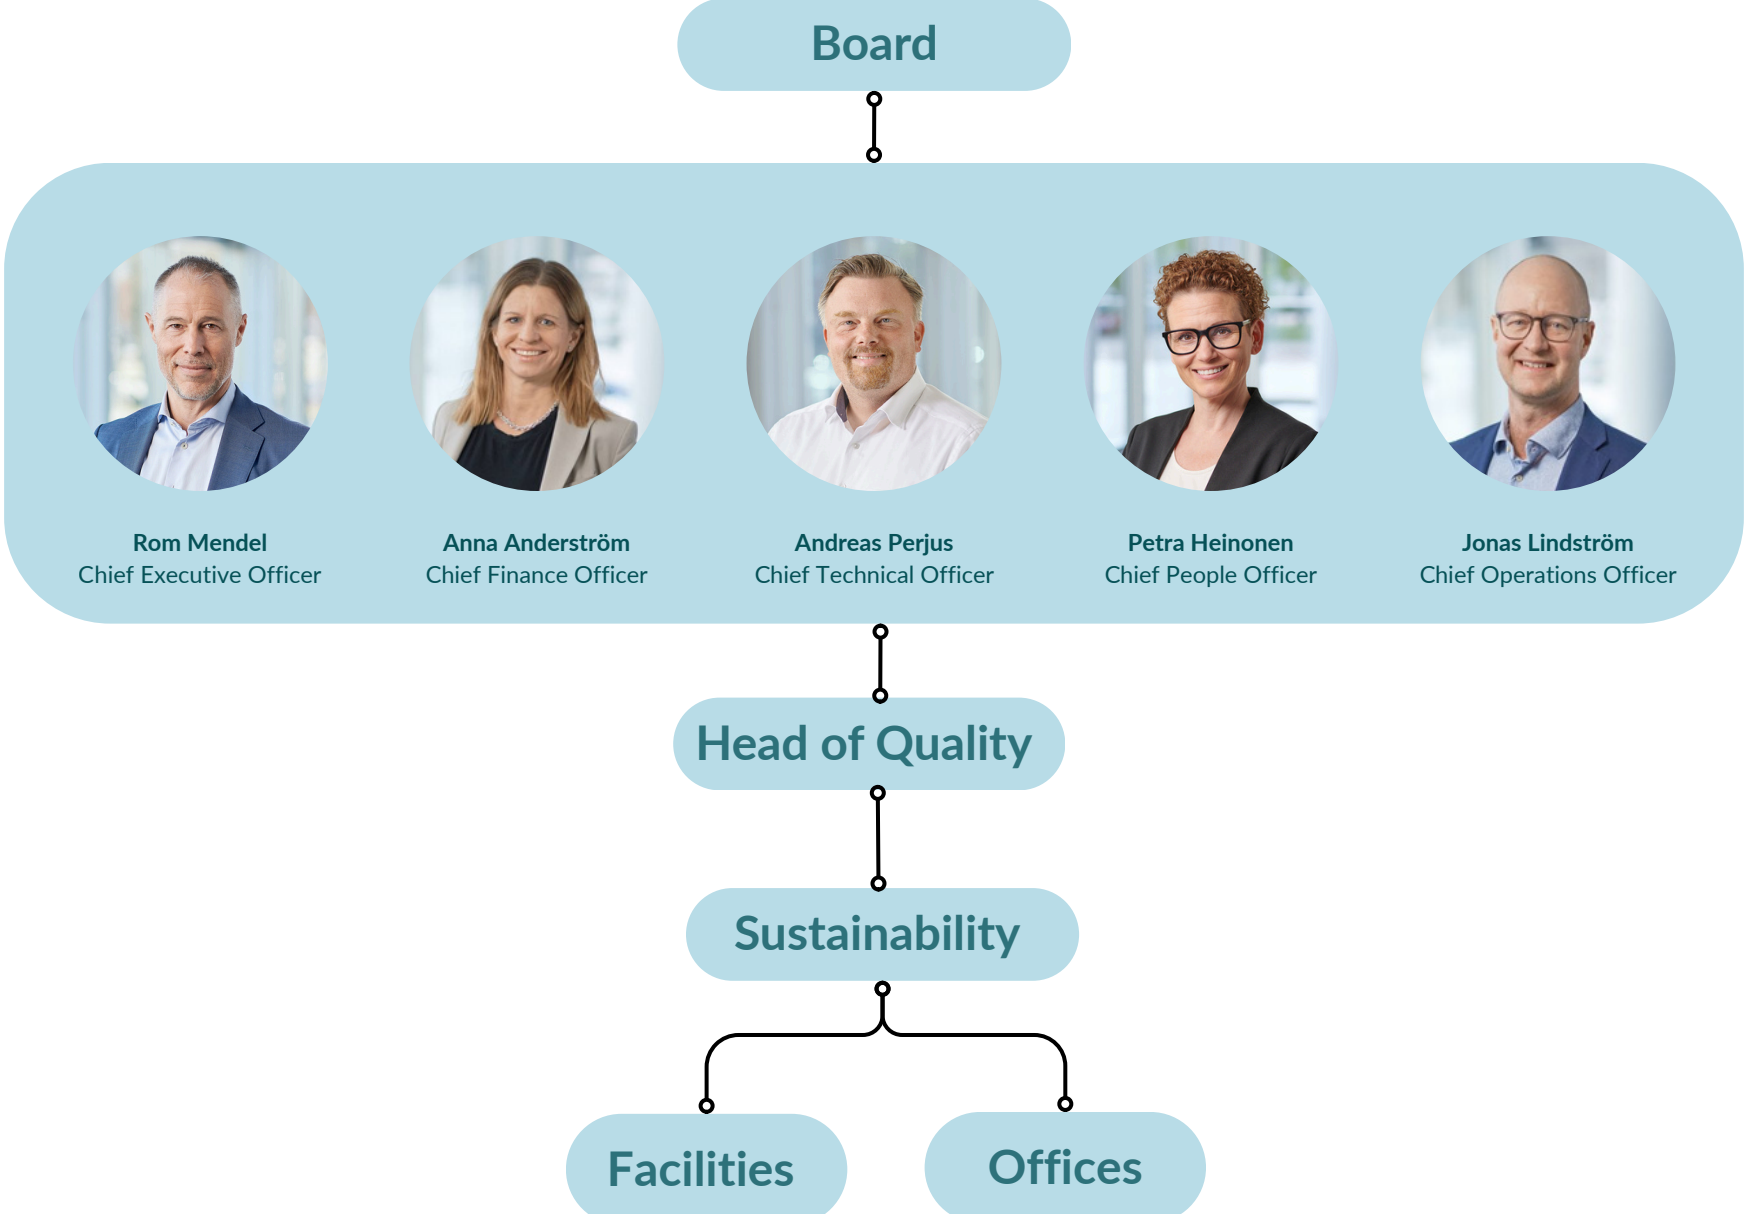 Board
Rom Mendel
Chief Executive Officer
Anna Anderström
Chief Finance Officer
Andreas Perjus
Chief Technical Officer
Petra Heinonen
Chief People Officer
Jonas Lindström
Chief Operations Officer
Head of Quality
Sustainability
Facilities
Offices